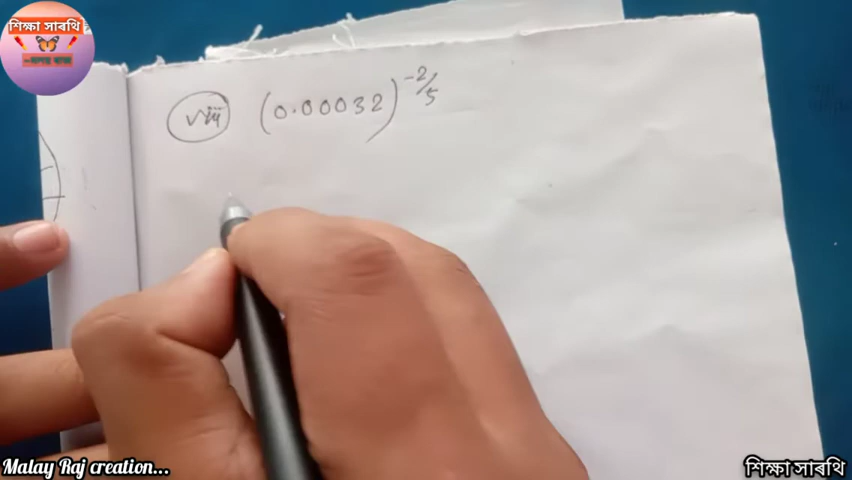 শিক্ষা সাৰথি
viii (0.00032)^-2/5
Malay Raj creation...
শিক্ষা সাৰথি